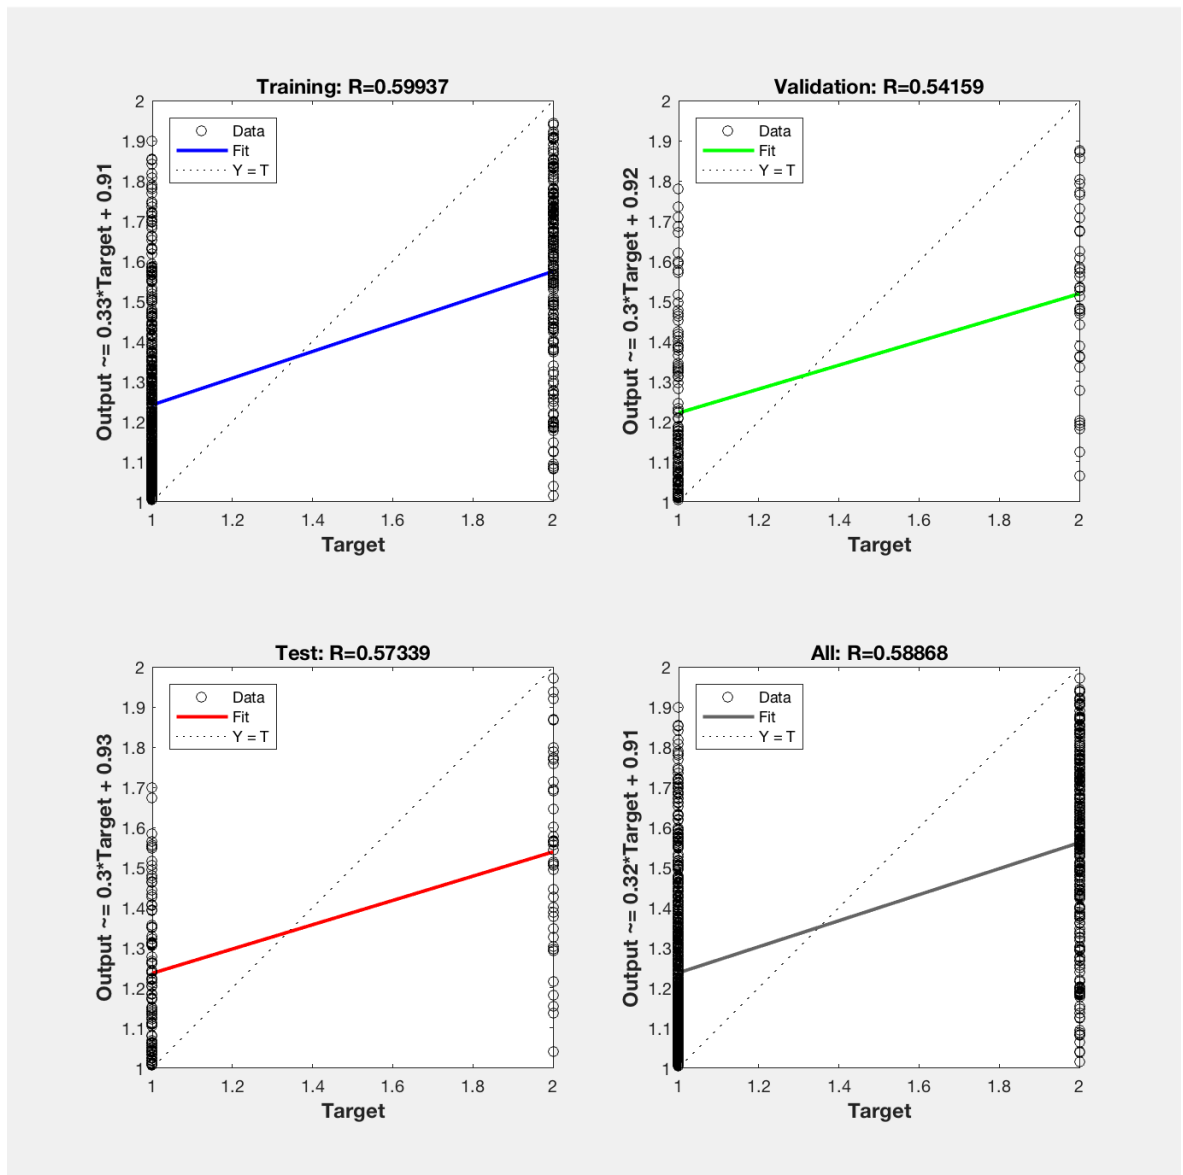 Training: R=0.59937
Output ~= 0.33*Target + 0.91
2
1.9
1.8
1.7
1.6
1.5
1.4
1.3
1.2
1.1
1
Data
Fit
Y = T
1 1.2 1.4 1.6 1.8 2
Target
Validation: R=0.54159
Output ~= 0.3*Target + 0.92
2
1.9
1.8
1.7
1.6
1.5
1.4
1.3
1.2
1.1
1
Data
Fit
Y = T
1 1.2 1.4 1.6 1.8 2
Target
Test: R=0.57339
Output ~= 0.3*Target + 0.93
2
1.9
1.8
1.7
1.6
1.5
1.4
1.3
1.2
1.1
1
Data
Fit
Y = T
1 1.2 1.4 1.6 1.8 2
Target
All: R=0.58868
Output ~= 0.32*Target + 0.91
2
1.9
1.8
1.7
1.6
1.5
1.4
1.3
1.2
1.1
1
Data
Fit
Y = T
1 1.2 1.4 1.6 1.8 2
Target